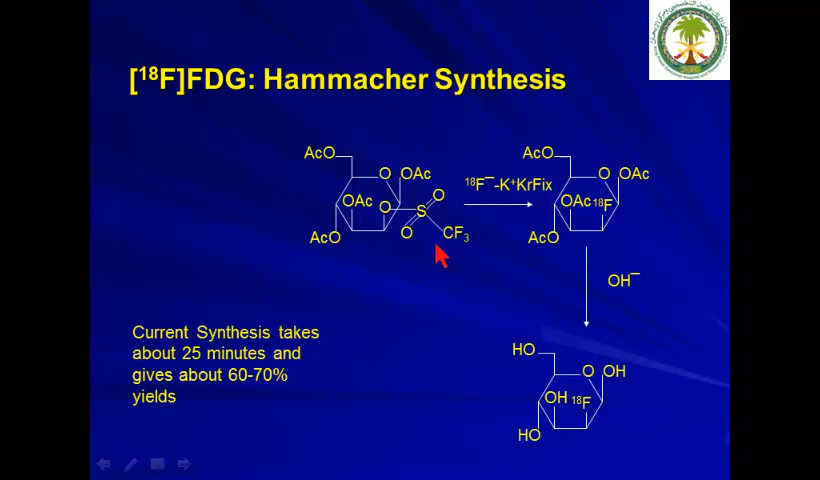 [18F]FDG: Hammacher Synthesis
AcO
O OAc
OAc
O
O
S
O
CF3
AcO
18F⁻-K⁺KrFix
AcO
O OAc
OAc 18F
AcO
OH⁻
Current Synthesis takes
about 25 minutes and
gives about 60-70%
yields
HO
O OH
OH 18F
HO